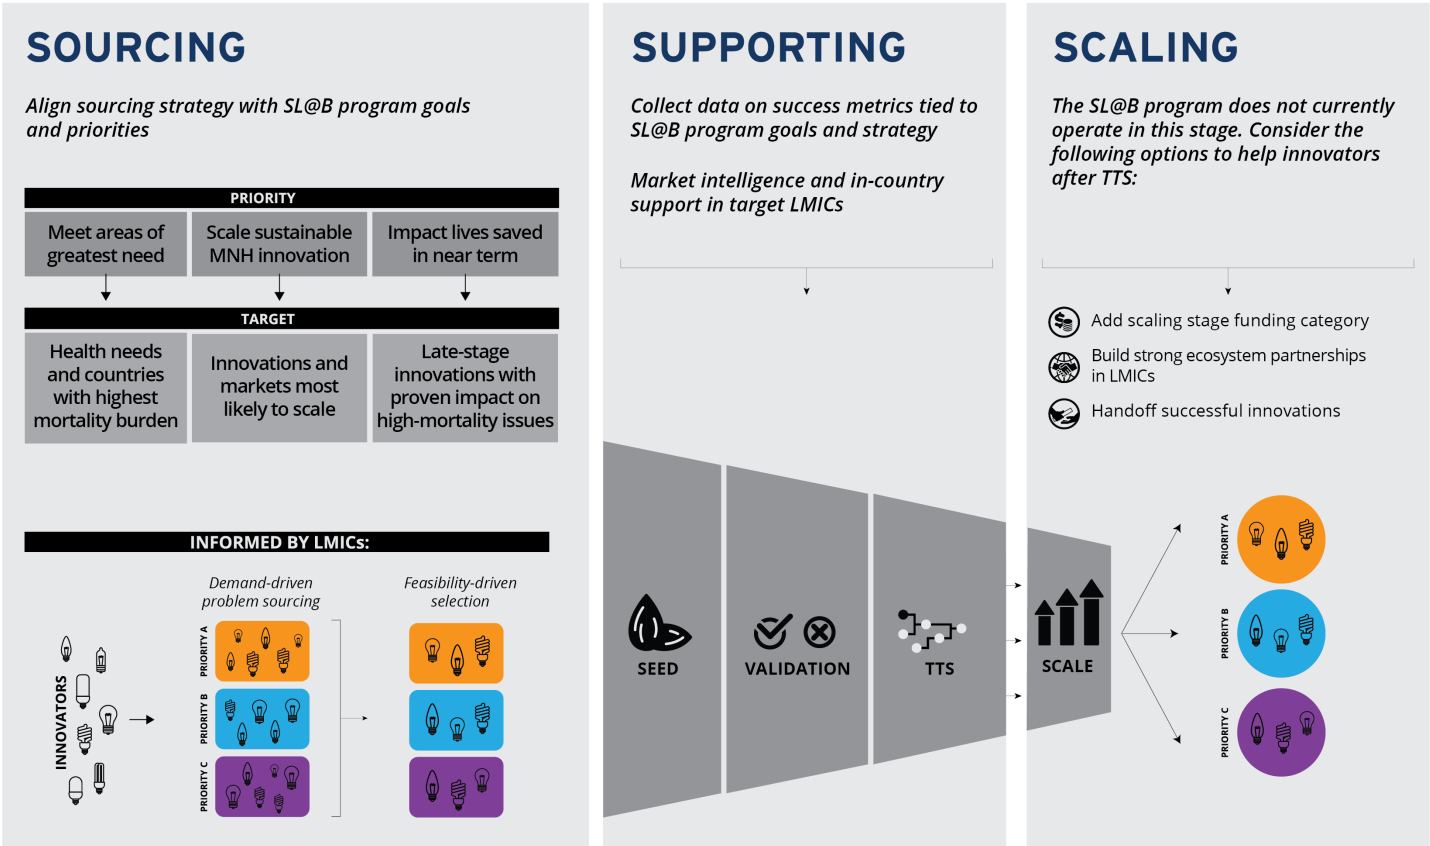 SOURCING
Align sourcing strategy with SL@B program goals
and priorities
PRIORITY
Meet areas of
greatest need
Scale sustainable
MNH innovation
Impact lives saved
in near term
TARGET
Health needs
and countries
with highest
mortality burden
Innovations and
markets most
likely to scale
Late-stage
innovations with
proven impact on
high-mortality issues
INFORMED BY LMICs:
Demand-driven
problem sourcing
Feasibility-driven
selection
INNOVATORS
PRIORITY A
PRIORITY B
PRIORITY C
SUPPORTING
Collect data on success metrics tied to
SL@B program goals and strategy
Market intelligence and in-country
support in target LMICs
SEED
VALIDATION
TTS
SCALING
The SL@B program does not currently
operate in this stage. Consider the
following options to help innovators
after TTS:
Add scaling stage funding category
Build strong ecosystem partnerships
in LMICs
Handoff successful innovations
SCALE
PRIORITY A
PRIORITY B
PRIORITY C